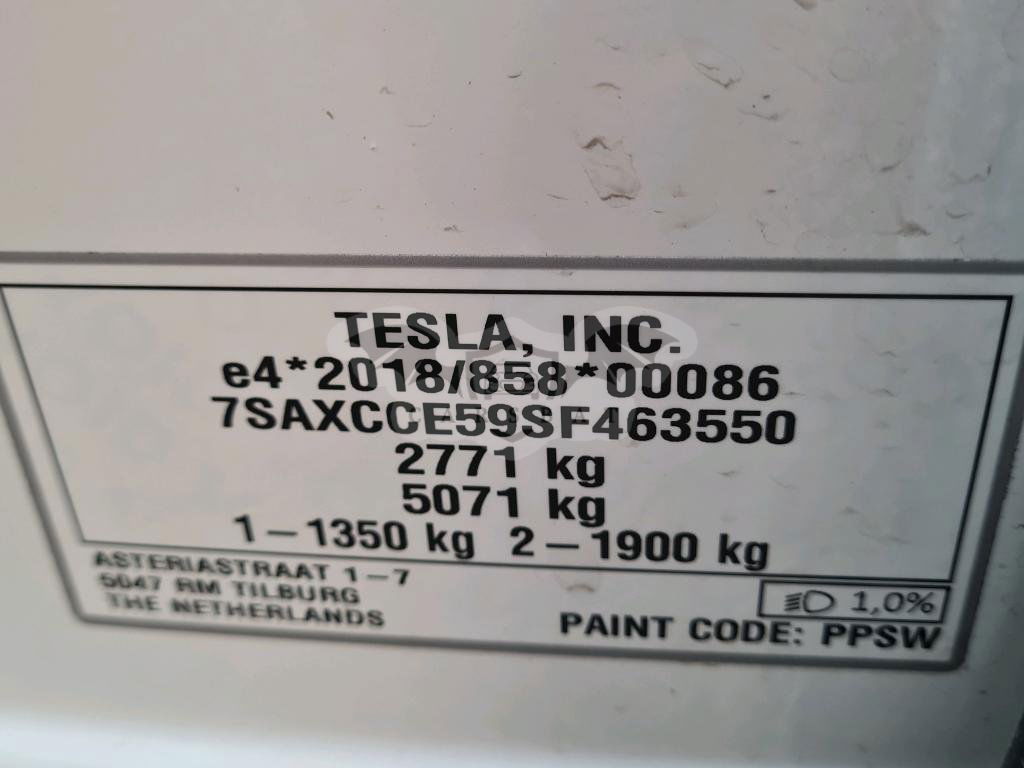 TESLA, INC.
e4*2018/858*00086
7SAXCCE59SF463550
2771 kg
5071 kg
1-1350 kg 2-1900 kg
ASTERIASTRAAT 1-7
5047 RM TILBURG
THE NETHERLANDS
1,0%
PAINT CODE: PPSW